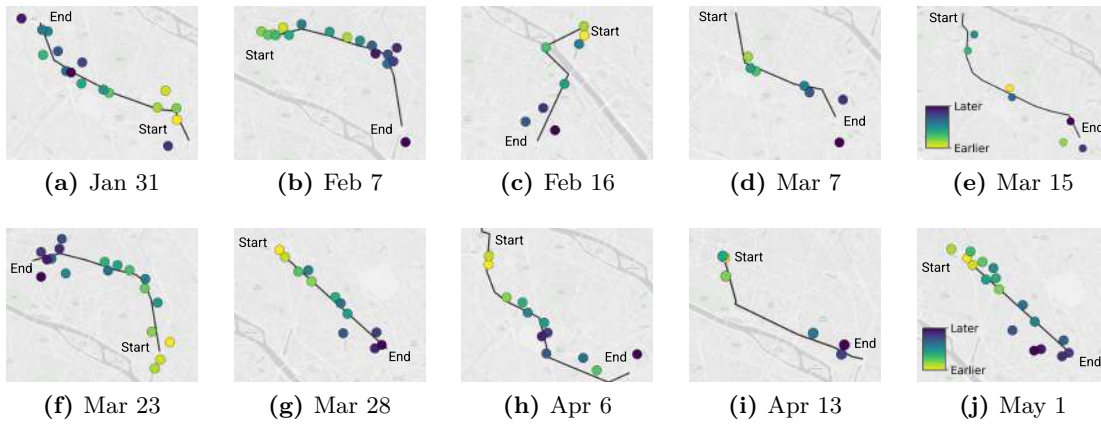 End
Start
(a) Jan 31
Start
End
(b) Feb 7
Start
End
(c) Feb 16
Start
End
(d) Mar 7
Start
Later
Earlier
End
(e) Mar 15
End
Start
(f) Mar 23
Start
End
(g) Mar 28
Start
End
(h) Apr 6
Start
End
(i) Apr 13
Start
Later
Earlier
End
(j) May 1